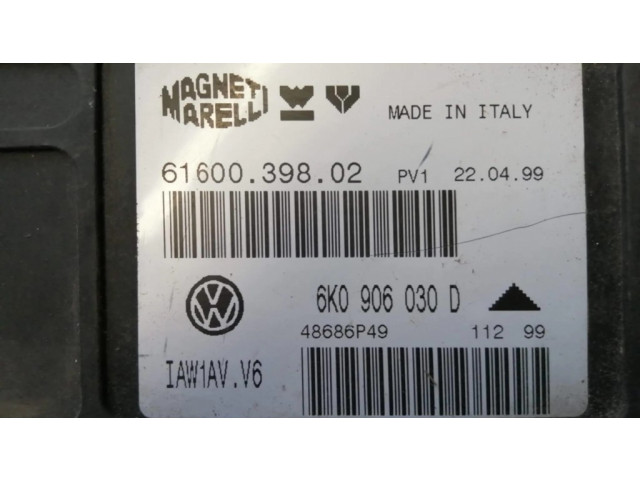 MAGNETI
MARELLI
MADE IN ITALY
61600.398.02 PV1 22.04.99
VW
6K0 906 030 D
48686P49 112 99
IAW1AV.V6